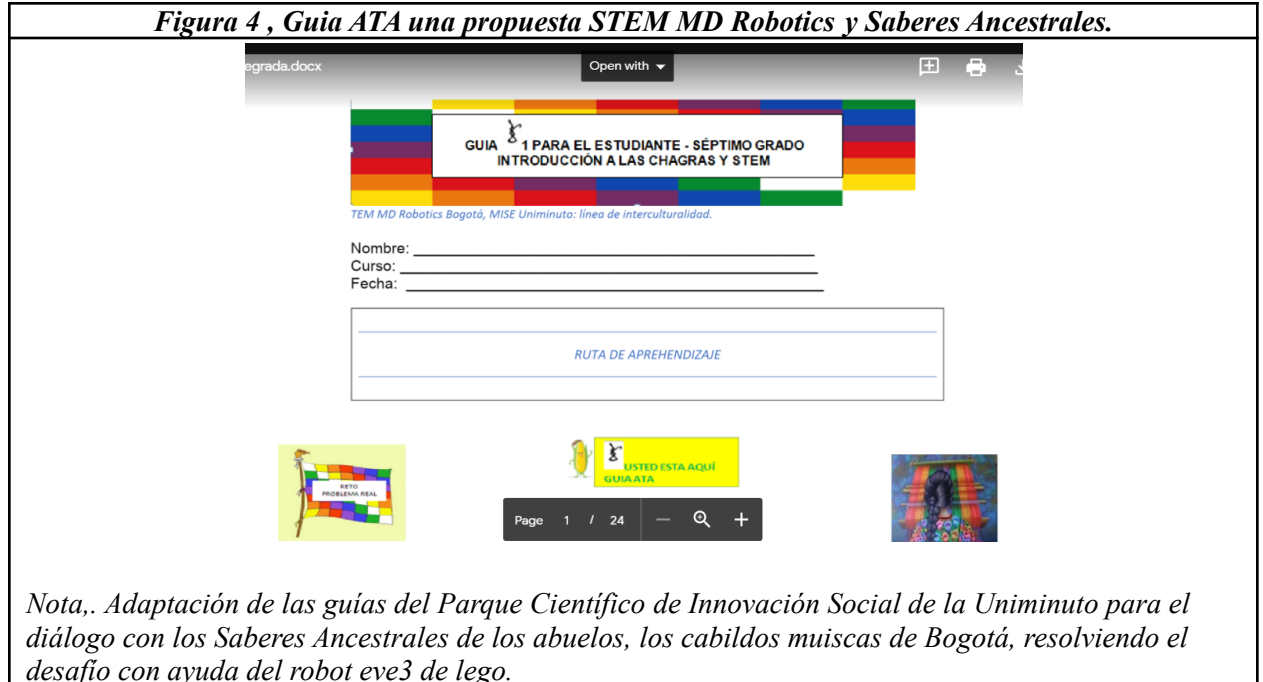 Figura 4 , Guia ATA una propuesta STEM MD Robotics y Saberes Ancestrales.
egrada.docx
Open with
GUIA 1 PARA EL ESTUDIANTE - SÉPTIMO GRADO
INTRODUCCIÓN A LAS CHAGRAS Y STEM
TEM MD Robotics Bogotá, MISE Uniminuto: línea de interculturalidad.
Nombre:
Curso:
Fecha:
RUTA DE APREHENDIZAJE
RETO
PROBLEMA REAL
USTED ESTA AQUÍ
GUIA ATA
Page 1 / 24
Nota,. Adaptación de las guías del Parque Científico de Innovación Social de la Uniminuto para el
diálogo con los Saberes Ancestrales de los abuelos, los cabildos muiscas de Bogotá, resolviendo el
desafío con ayuda del robot eve3 de lego.